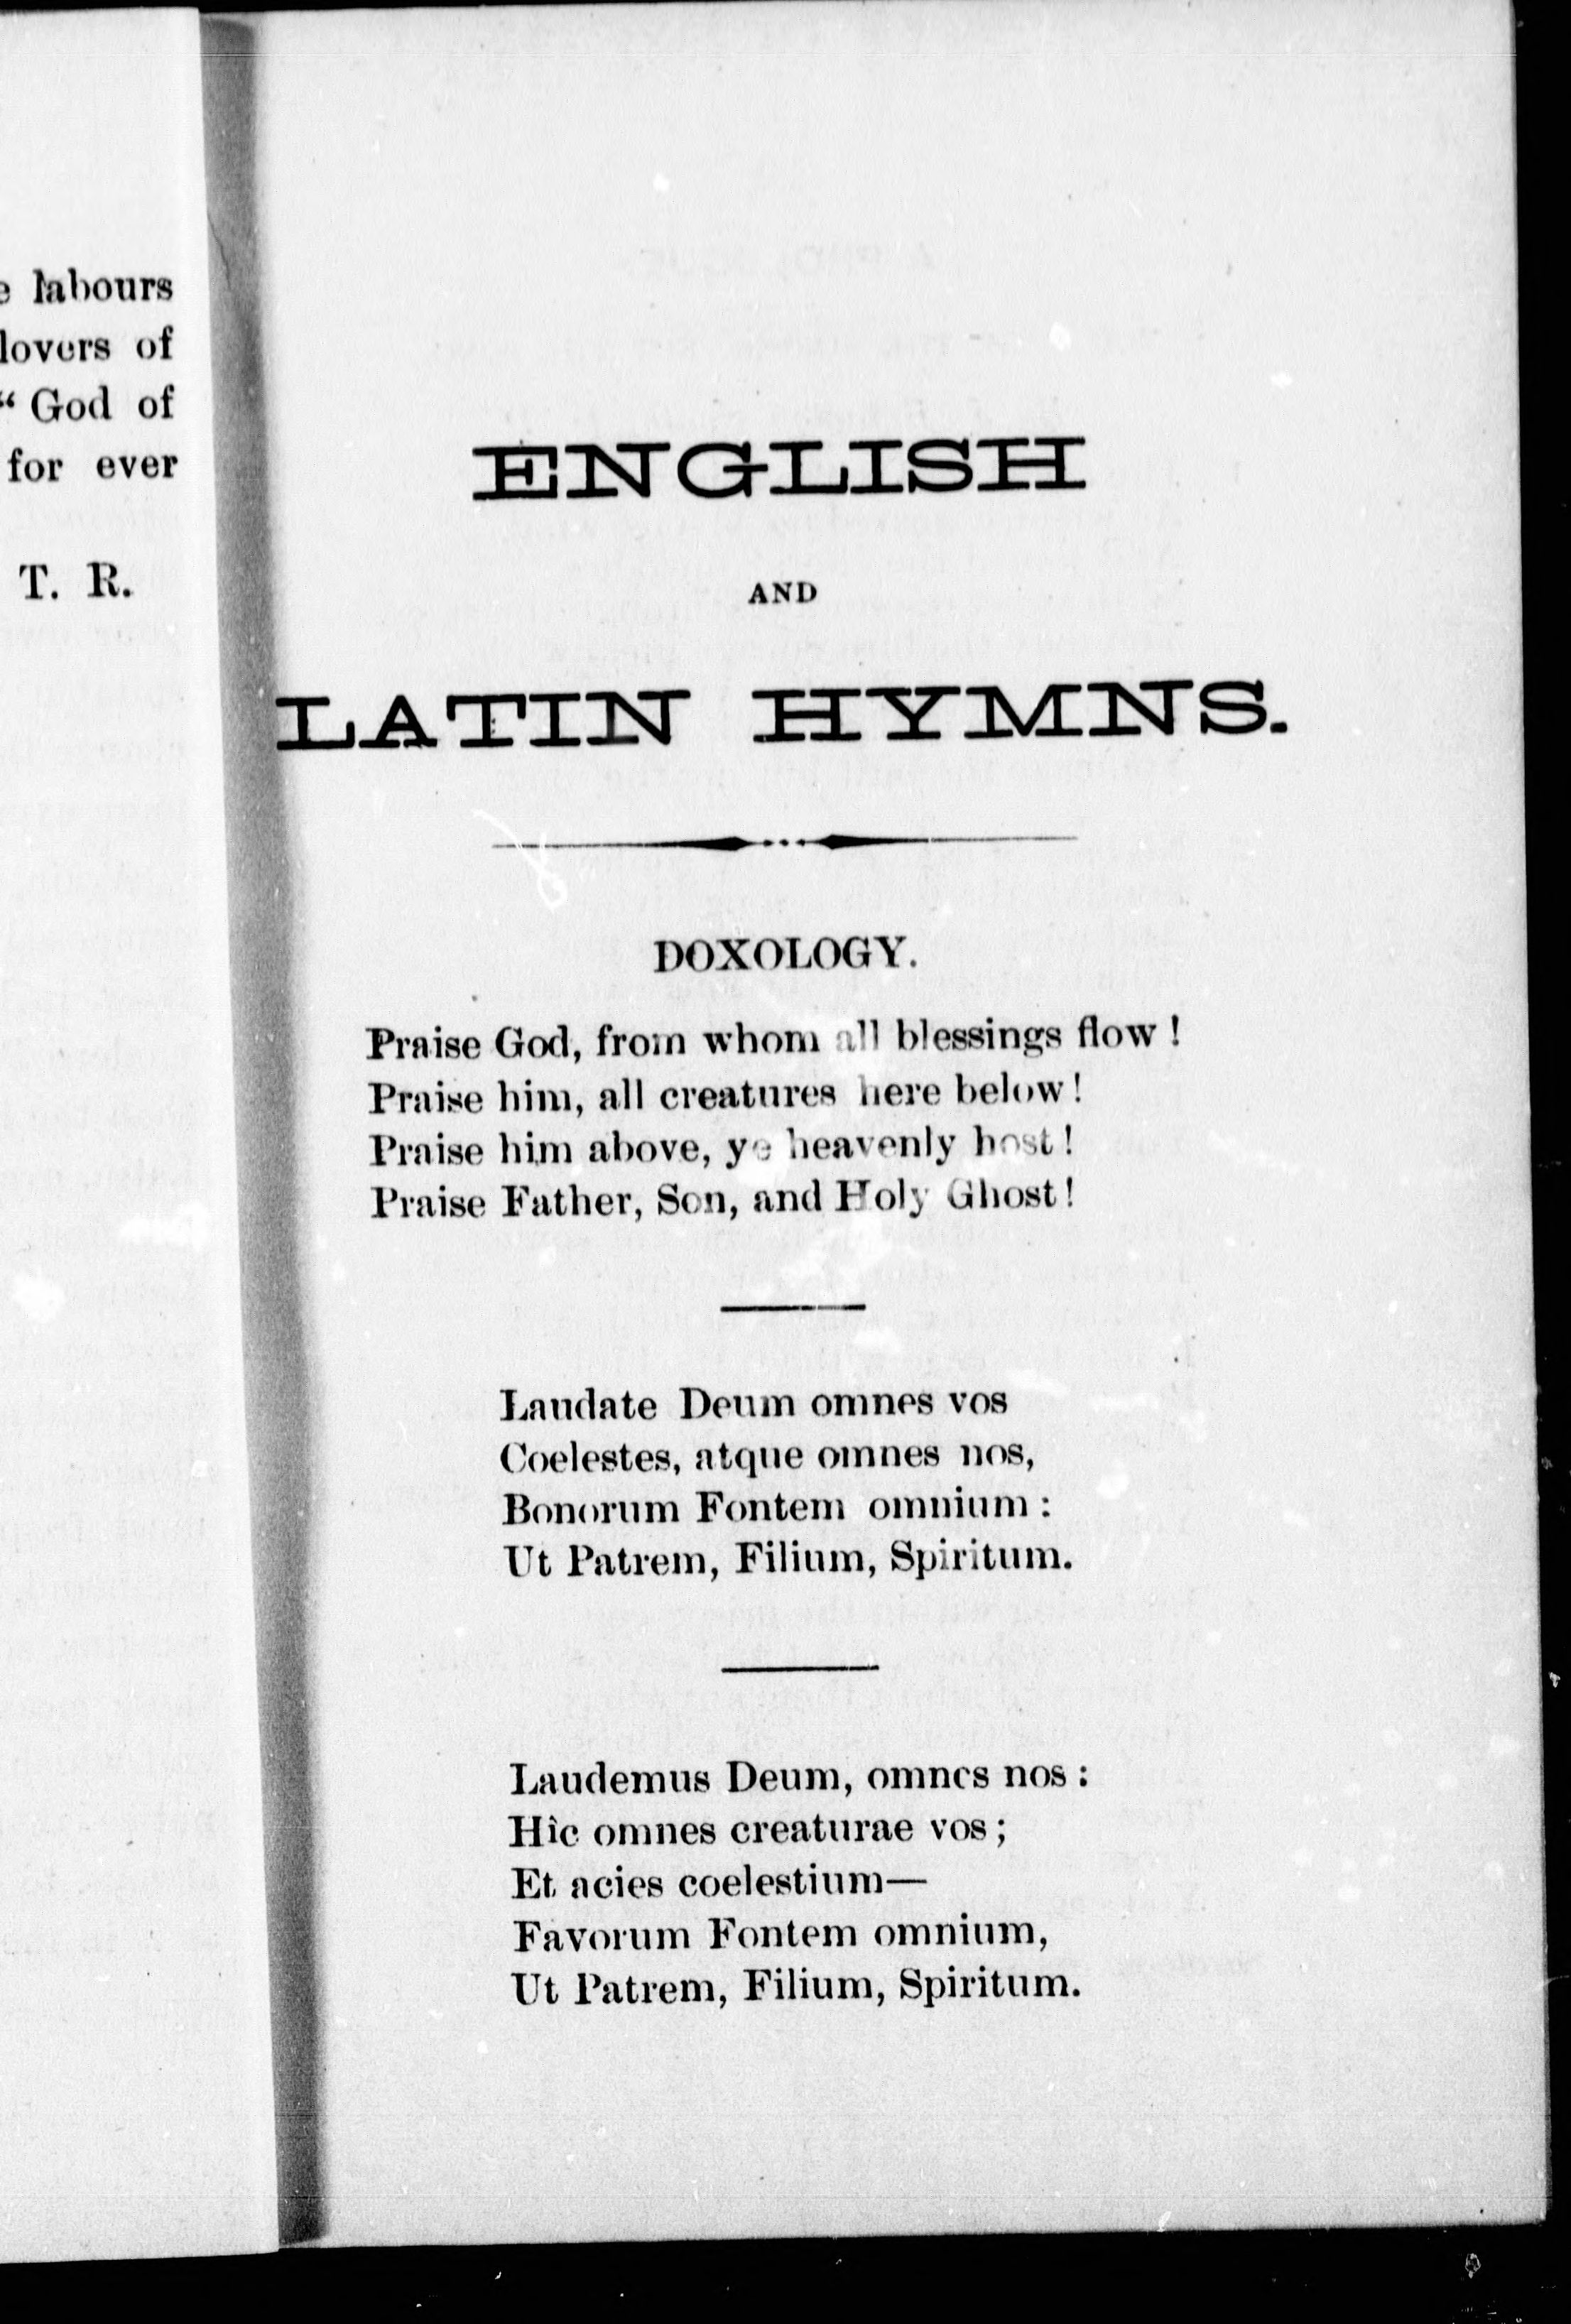 labours
lovers of
“ God of
for ever
T. R.
ENGLISH
AND
LATIN HYMNS.
DOXOLOGY.
Praise God, from whom all blessings flow !
Praise him, all creatures here below !
Praise him above, ye heavenly host !
Praise Father, Son, and Holy Ghost !
Laudate Deum omnes vos
Coelestes, atque omnes nos,
Bonorum Fontem omnium :
Ut Patrem, Filium, Spiritum.
Laudemus Deum, omnes nos :
Hîc omnes creaturae vos ;
Et acies coelestium—
Favorum Fontem omnium,
Ut Patrem, Filium, Spiritum.